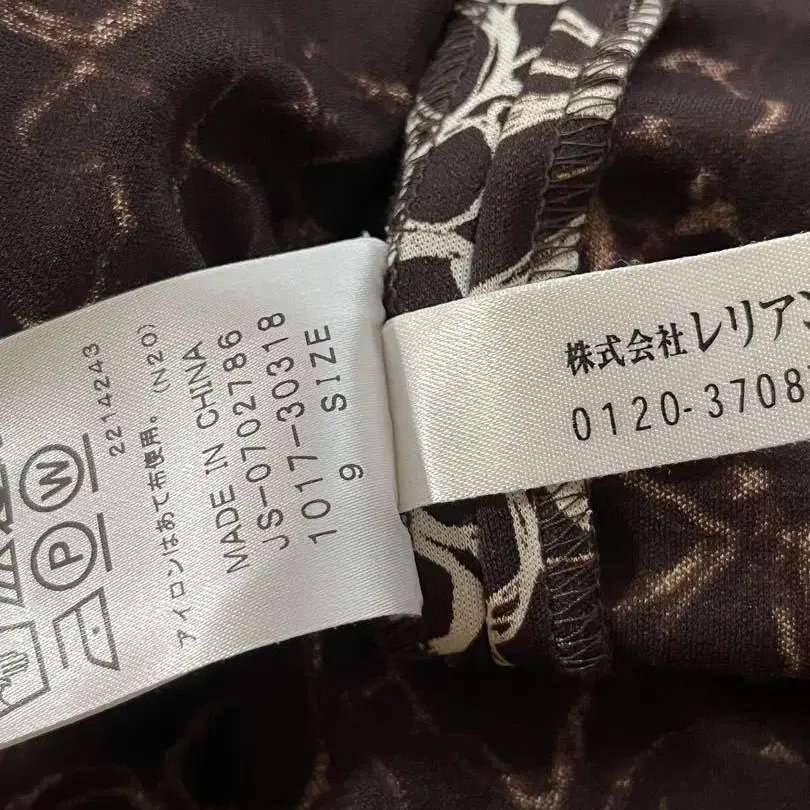 2214243
アイロンはあて布使用。(N20)
MADE IN CHINA
JS-0702786
1017-30318
SIZE
9
W
P
株式会社レリアン
0120-37087